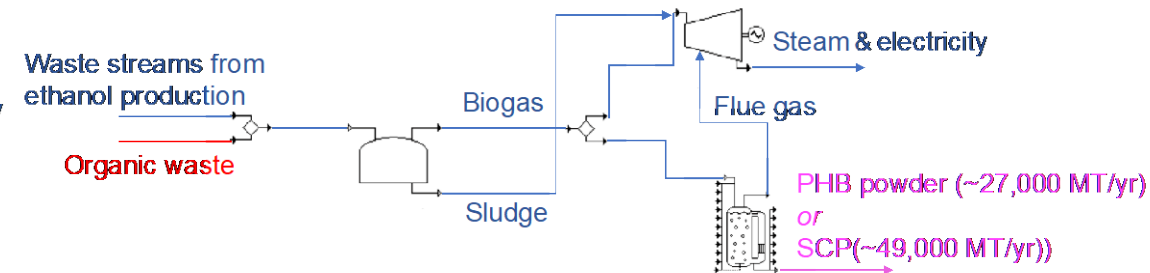 Steam & electricity
Waste streams from
ethanol production
Biogas
Flue gas
Organic waste
PHB powder (~27,000 MT/yr)
or
Sludge
SCP(~49,000 MT/yr))